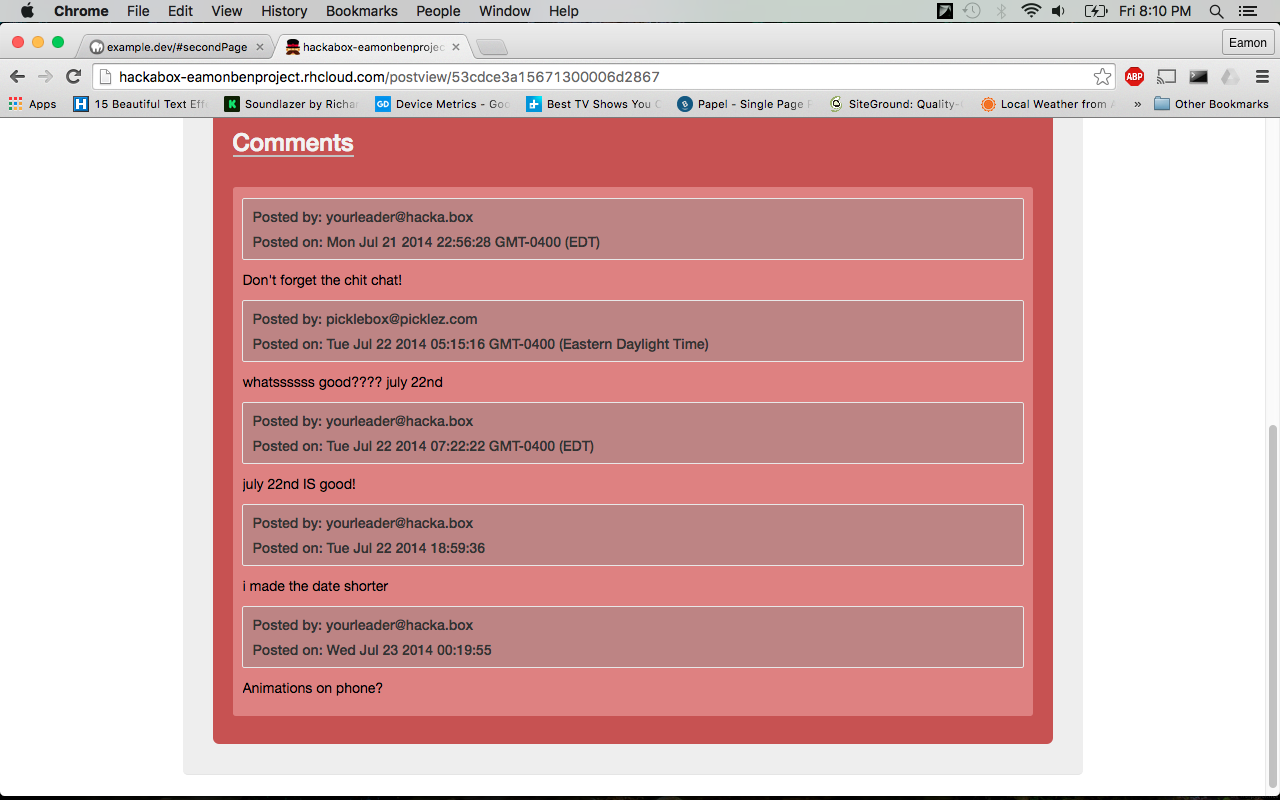 Chrome File Edit View History Bookmarks People Window Help Fri 8:10 PM
example.dev/#secondPage hackabox-eamonbenprojec Eamon
hackabox-eamonbenproject.rhcloud.com/postview/53cdce3a15671300006d2867 ABP
Apps H 15 Beautiful Text Eff K Soundlazer by Richar GD Device Metrics - Goo Best TV Shows You C B Papel - Single Page SiteGround: Quality- Local Weather from » Other Bookmarks
Comments
Posted by: yourleader@hacka.box
Posted on: Mon Jul 21 2014 22:56:28 GMT-0400 (EDT)
Don't forget the chit chat!
Posted by: picklebox@picklez.com
Posted on: Tue Jul 22 2014 05:15:16 GMT-0400 (Eastern Daylight Time)
whatssssss good???? july 22nd
Posted by: yourleader@hacka.box
Posted on: Tue Jul 22 2014 07:22:22 GMT-0400 (EDT)
july 22nd IS good!
Posted by: yourleader@hacka.box
Posted on: Tue Jul 22 2014 18:59:36
i made the date shorter
Posted by: yourleader@hacka.box
Posted on: Wed Jul 23 2014 00:19:55
Animations on phone?